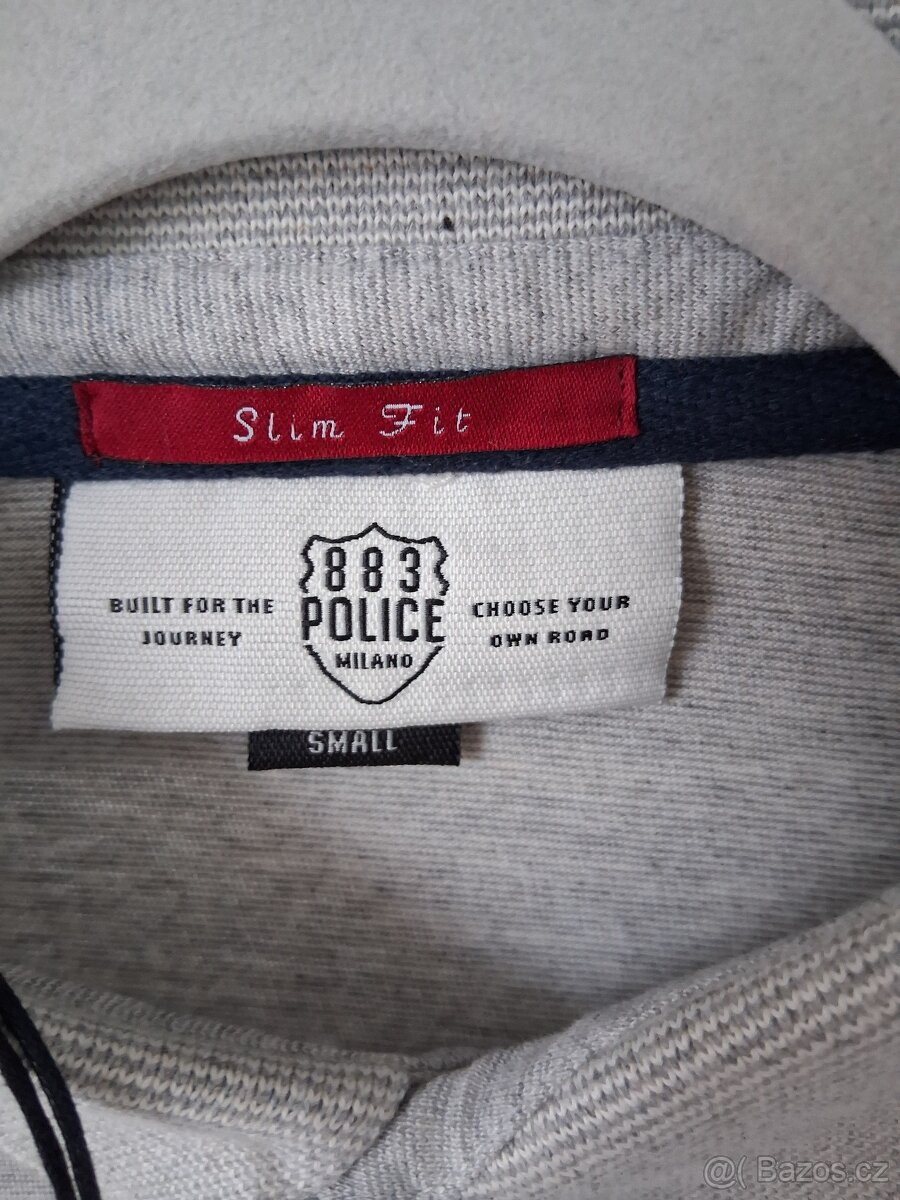 Slim Fit
883
POLICE
MILANO
BUILT FOR THE
JOURNEY
CHOOSE YOUR
OWN ROAD
SMALL
@( Bazos.cz